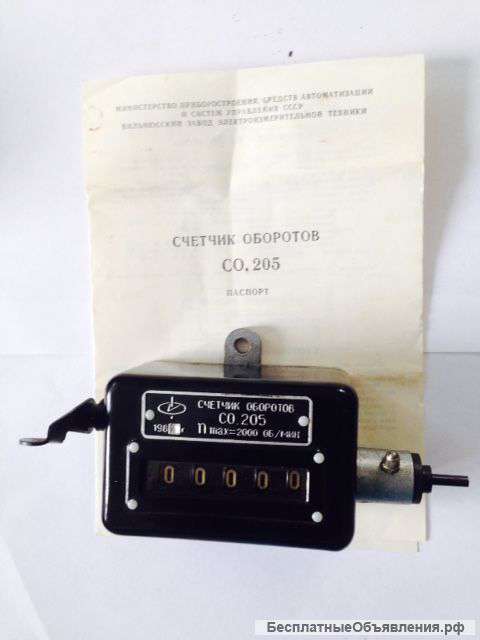 МИНИСТЕРСТВО ПРИБОРОСТРОЕНИЯ СРЕДСТВ АВТОМАТИЗАЦИИ
И СИСТЕМ УПРАВЛЕНИЯ СССР
ВИЛЬНЮССКИЙ ЗАВОД ЭЛЕКТРОИЗМЕРИТЕЛЬНОЙ ТЕХНИКИ
СЧЕТЧИК ОБОРОТОВ
СО.205
ПАСПОРТ
СЧЕТЧИК ОБОРОТОВ
СО.205
n max=2000 ОБ/МИН
0 0 0 0 0
БесплатныеОбъявления.рф